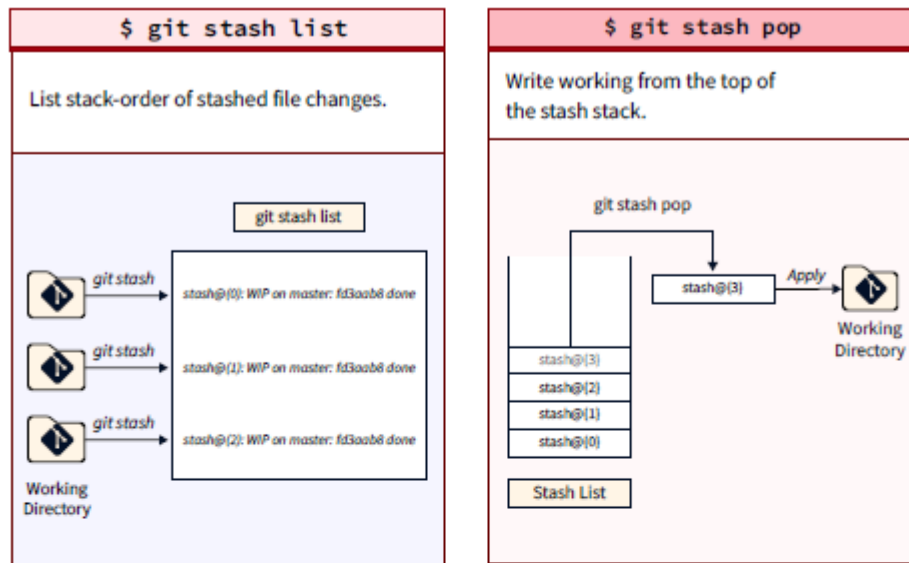 $ git stash list
List stack-order of stashed file changes.
git stash list
git stash
stash@(0): WIP on master: fd3aab8 done
git stash
stash@(1): WIP on master: fd3aab8 done
git stash
stash@(2): WIP on master: fd3aab8 done
Working
Directory
$ git stash pop
Write working from the top of
the stash stack.
git stash pop
stash@{3}
Apply
Working
Directory
stash@{3}
stash@{2}
stash@{1}
stash@{0}
Stash List